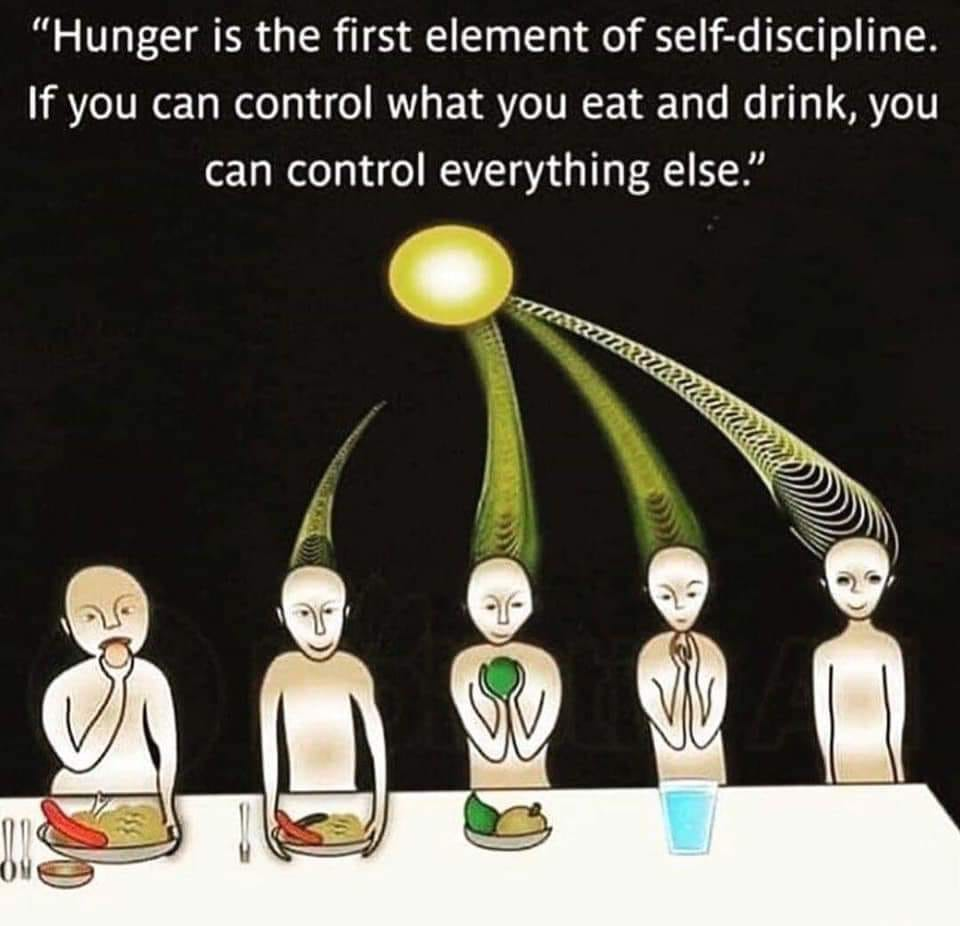 “Hunger is the first element of self-discipline.
If you can control what you eat and drink, you
can control everything else.”